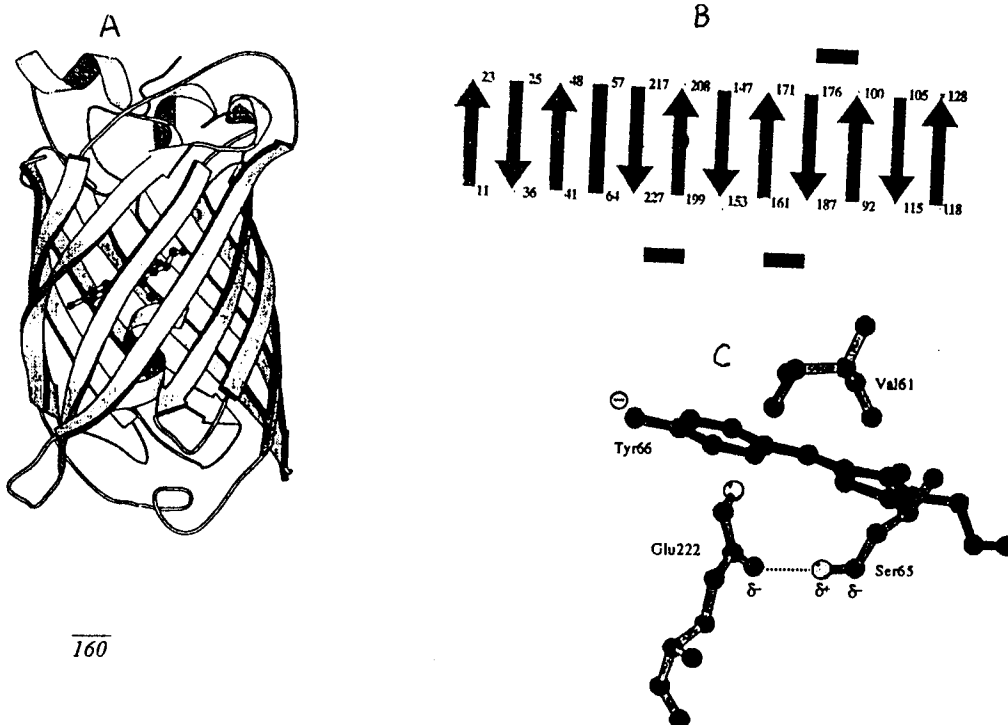 A
B
23 25 48 57 217 208 147 171 176 100 105 128
11 36 41 64 227 199 153 161 187 92 115 118
C
Val61
⊖
Tyr66
Glu222
Ser65
δ- δ+ δ-
160